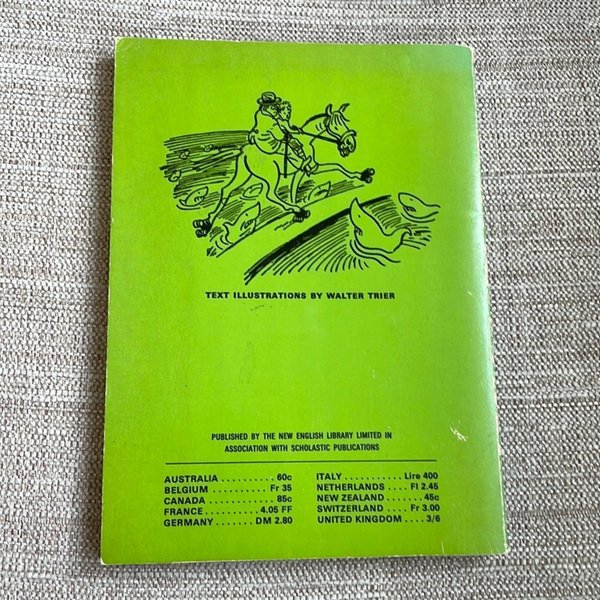 TEXT ILLUSTRATIONS BY WALTER TRIER
PUBLISHED BY THE NEW ENGLISH LIBRARY LIMITED IN
ASSOCIATION WITH SCHOLASTIC PUBLICATIONS
AUSTRALIA .......... 60c
BELGIUM .......... Fr 35
CANADA ............ 85c
FRANCE .......... 4.05 FF
GERMANY ....... DM 2.80
ITALY ........... Lire 400
NETHERLANDS .... Fl 2.45
NEW ZEALAND ....... 45c
SWITZERLAND .... Fr 3.00
UNITED KINGDOM .... 3/6